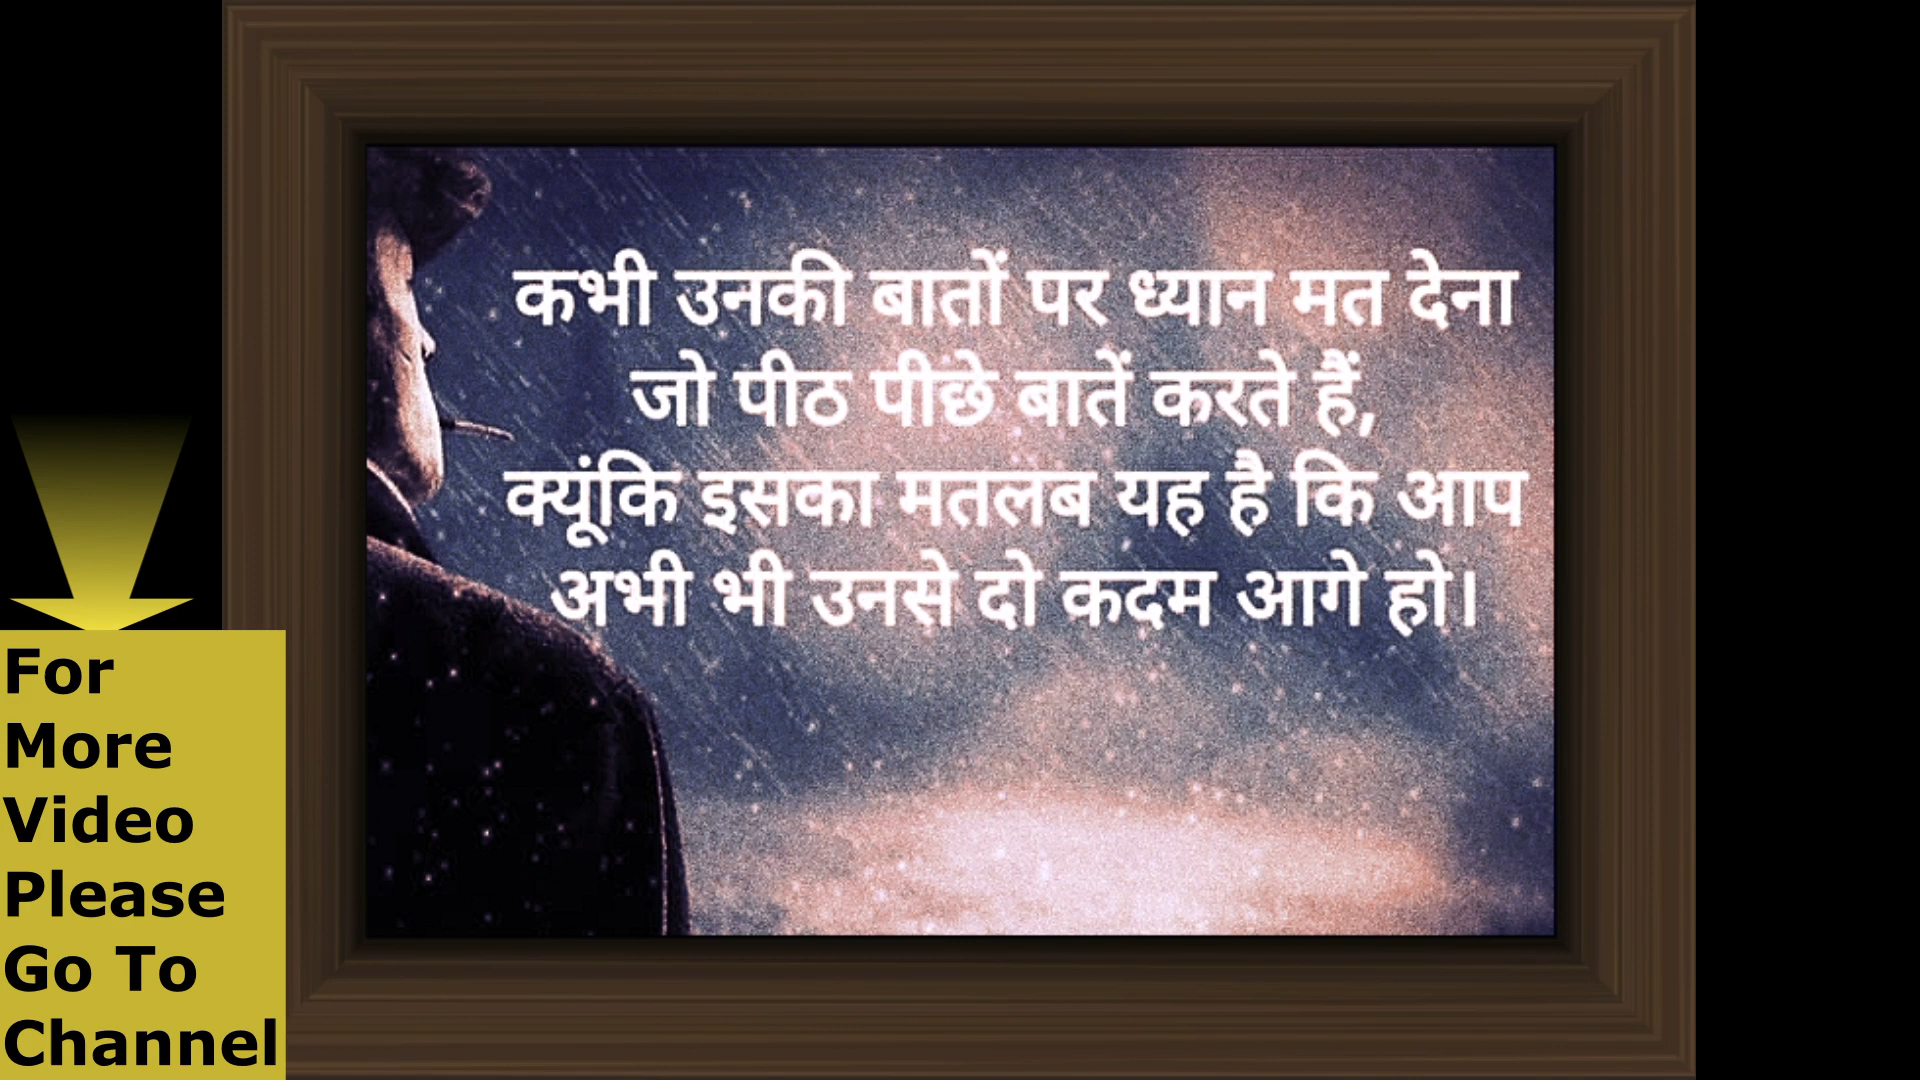 कभी उनकी बातों पर ध्यान मत देना
जो पीठ पीछे बातें करते हैं,
क्यूंकि इसका मतलब यह है कि आप
अभी भी उनसे दो कदम आगे हो।
For
More
Video
Please
Go To
Channel